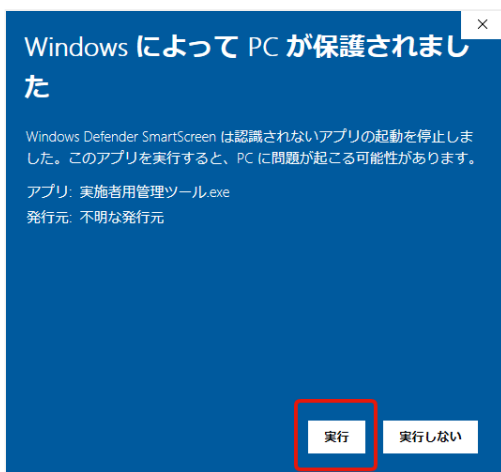 Windows によって PC が保護されまし
た
Windows Defender SmartScreen は認識されないアプリの起動を停止しま
した。このアプリを実行すると、PC に問題が起こる可能性があります。
アプリ: 実施者用管理ツール.exe
発行元: 不明な発行元
実行 実行しない